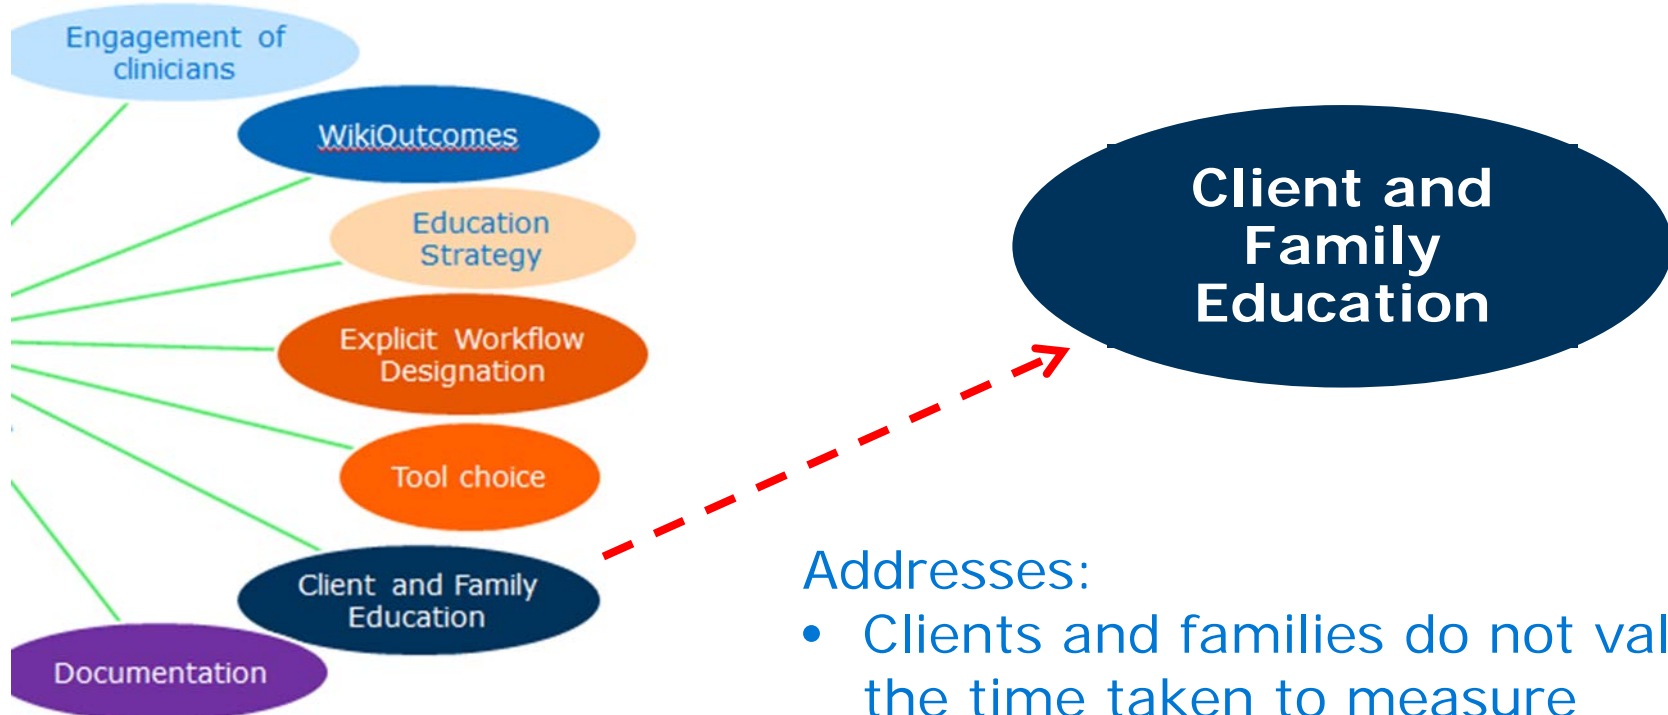 Engagement of
clinicians
WikiOutcomes
Education
Strategy
Explicit Workflow
Designation
Tool choice
Client and Family
Education
Documentation
Client and
Family
Education
Addresses:
• Clients and families do not val
the time taken to measure